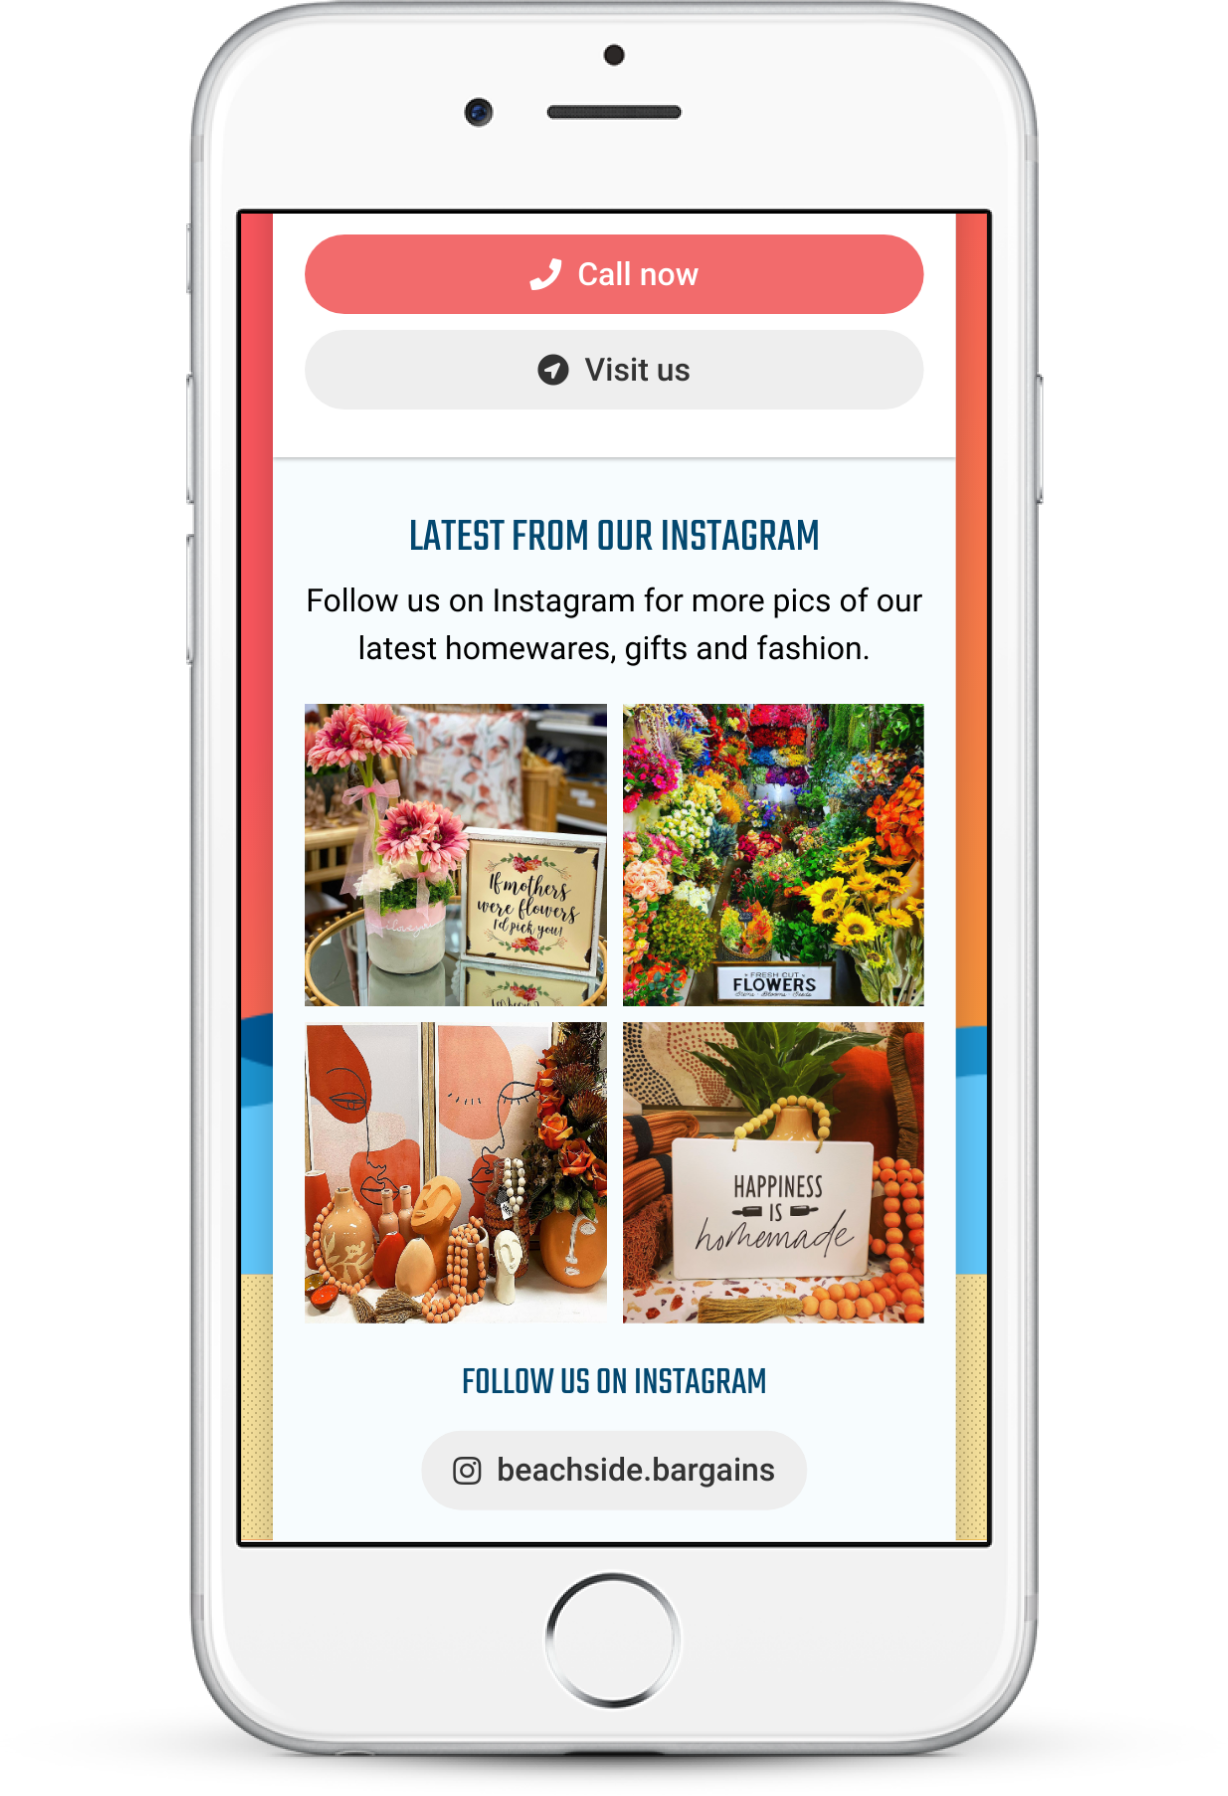 Call now
Visit us
LATEST FROM OUR INSTAGRAM
Follow us on Instagram for more pics of our
latest homewares, gifts and fashion.
If mothers
were flowers
I'd pick you!
FRESH CUT
FLOWERS
HAPPINESS
IS
homemade
FOLLOW US ON INSTAGRAM
beachside.bargains